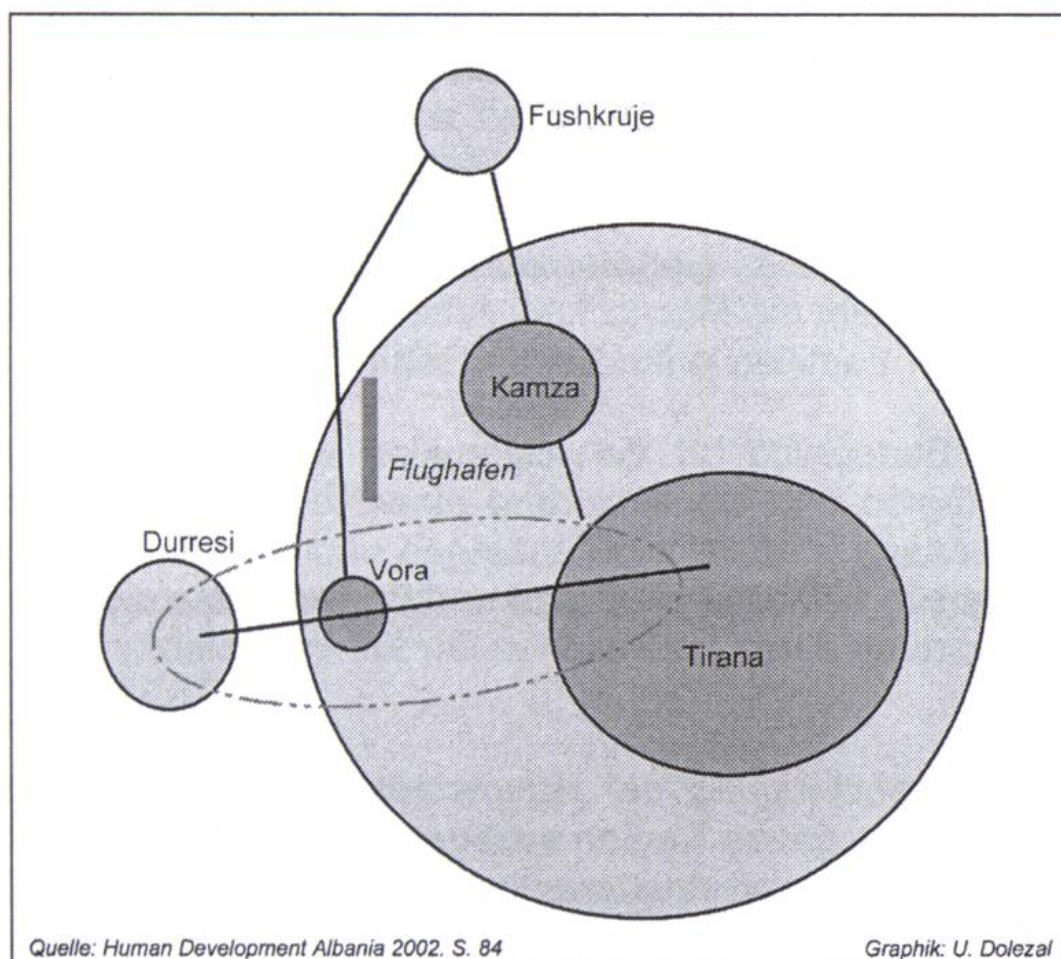 Fushkruje
Kamza
Flughafen
Durresi
Vora
Tirana
Quelle: Human Development Albania 2002. S. 84
Graphik: U. Dolezal